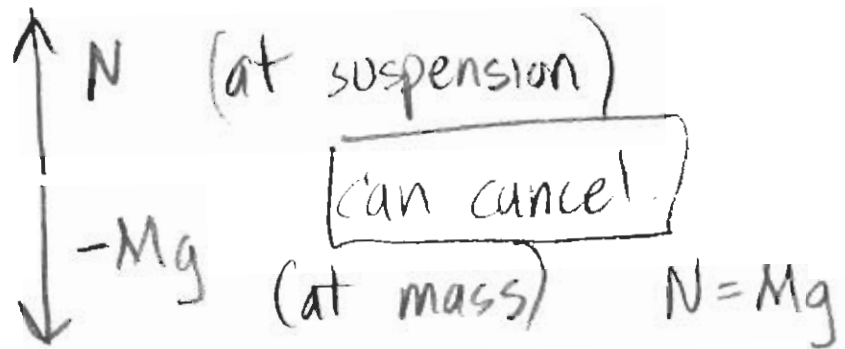 N (at suspension)
can cancel.
-Mg (at mass) N = Mg